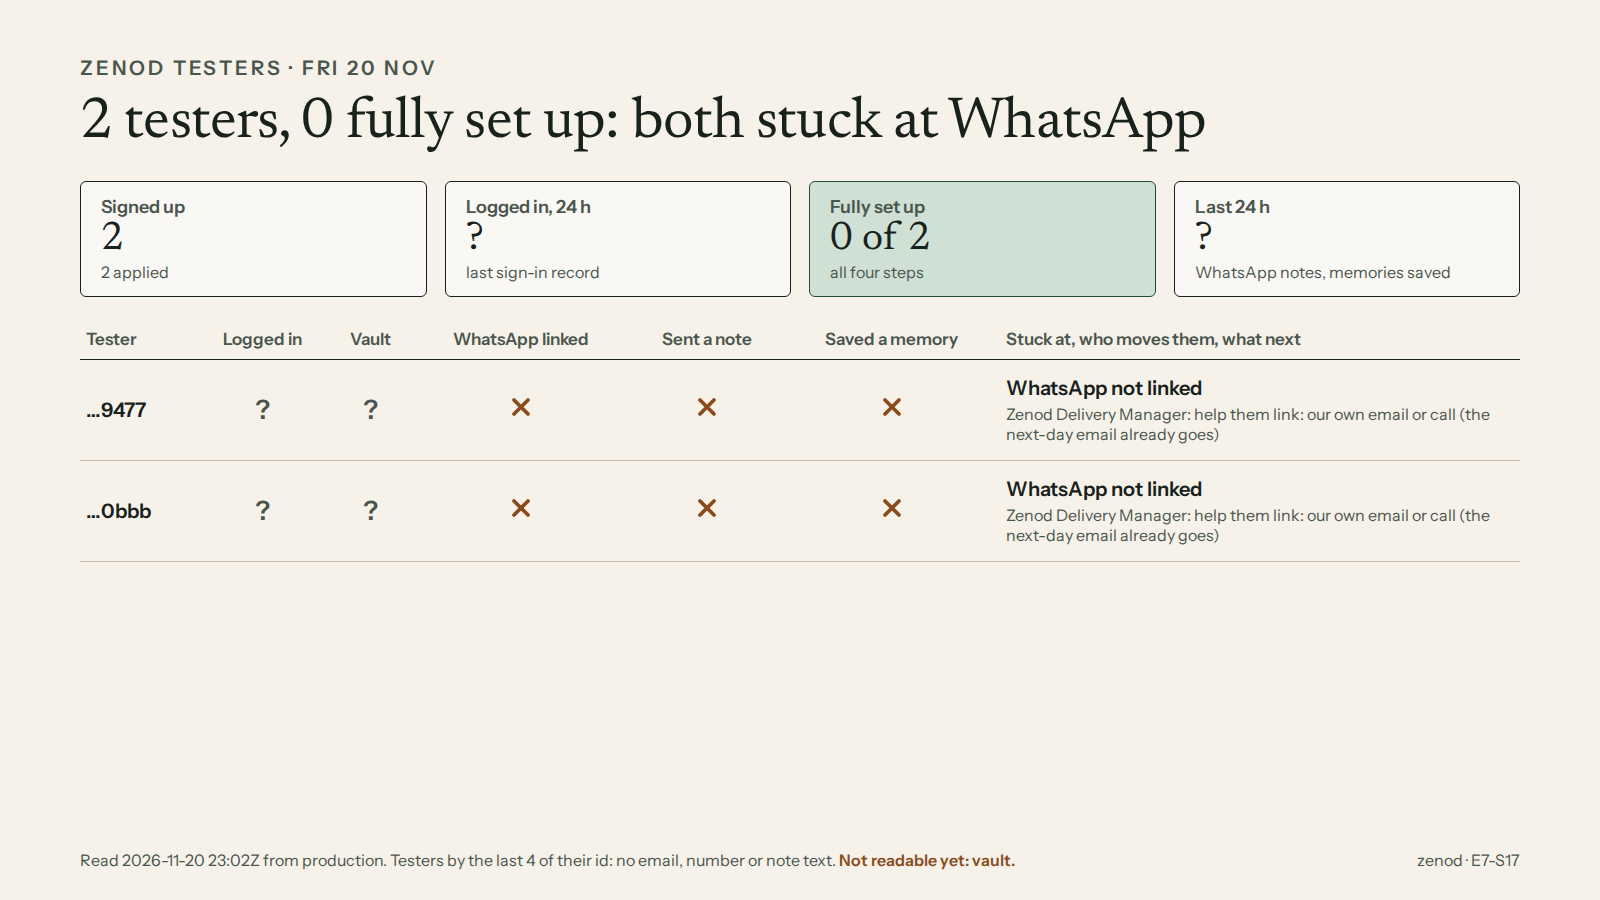 ZENOD TESTERS · FRI 20 NOV
2 testers, 0 fully set up: both stuck at WhatsApp
Signed up
2
2 applied
Logged in, 24 h
?
last sign-in record
Fully set up
0 of 2
all four steps
Last 24 h
?
WhatsApp notes, memories saved
Tester Logged in Vault WhatsApp linked Sent a note Saved a memory Stuck at, who moves them, what next
...9477 ? ? ✕ ✕ ✕ WhatsApp not linked
Zenod Delivery Manager: help them link: our own email or call (the
next-day email already goes)
...0bbb ? ? ✕ ✕ ✕ WhatsApp not linked
Zenod Delivery Manager: help them link: our own email or call (the
next-day email already goes)
Read 2026-11-20 23:02Z from production. Testers by the last 4 of their id: no email, number or note text. Not readable yet: vault.
zenod · E7-S17